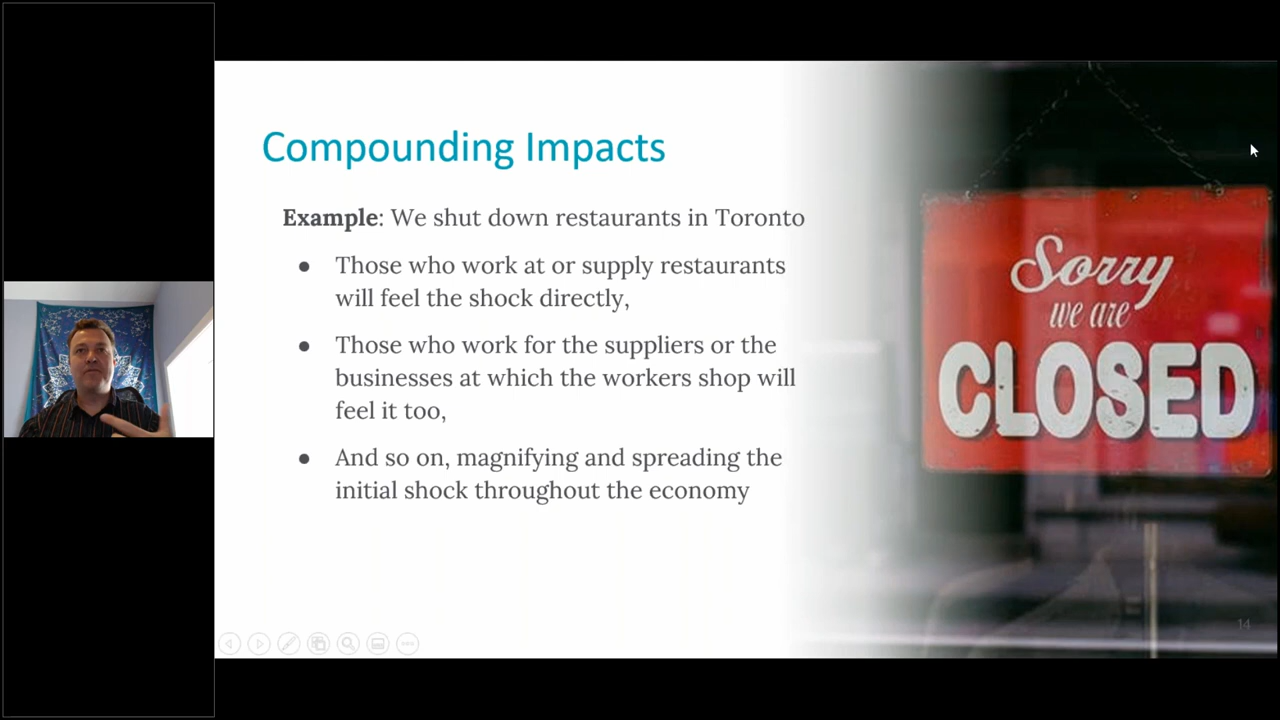 Compounding Impacts
Example: We shut down restaurants in Toronto
● Those who work at or supply restaurants
will feel the shock directly,
● Those who work for the suppliers or the
businesses at which the workers shop will
feel it too,
● And so on, magnifying and spreading the
initial shock throughout the economy
Sorry
we are
CLOSED
14